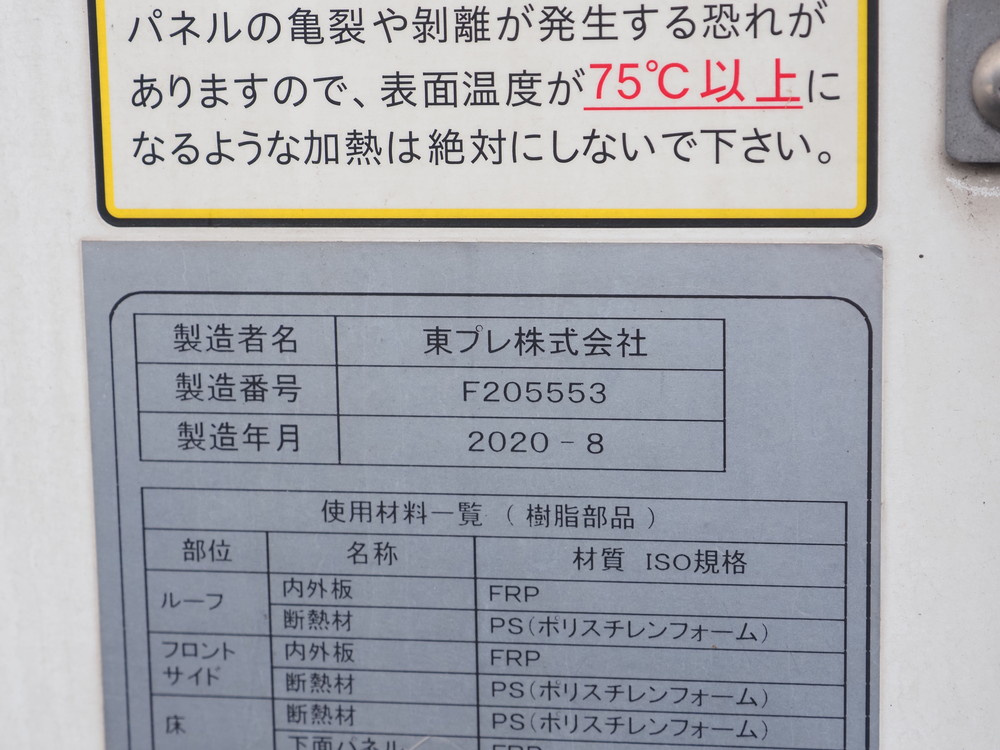 パネルの亀裂や剥離が発生する恐れが
ありますので、表面温度が75℃以上に
なるような加熱は絶対にしないで下さい。
製造者名 東プレ株式会社
製造番号 F205553
製造年月 2020-8
使用材料一覧 (樹脂部品)
部位 名称 材質 ISO規格
ルーフ 内外板 FRP
断熱材 PS(ポリスチレンフォーム)
フロント
サイド 内外板 FRP
断熱材 PS(ポリスチレンフォーム)
床 断熱材 PS(ポリスチレンフォーム)
下面パネル FRP